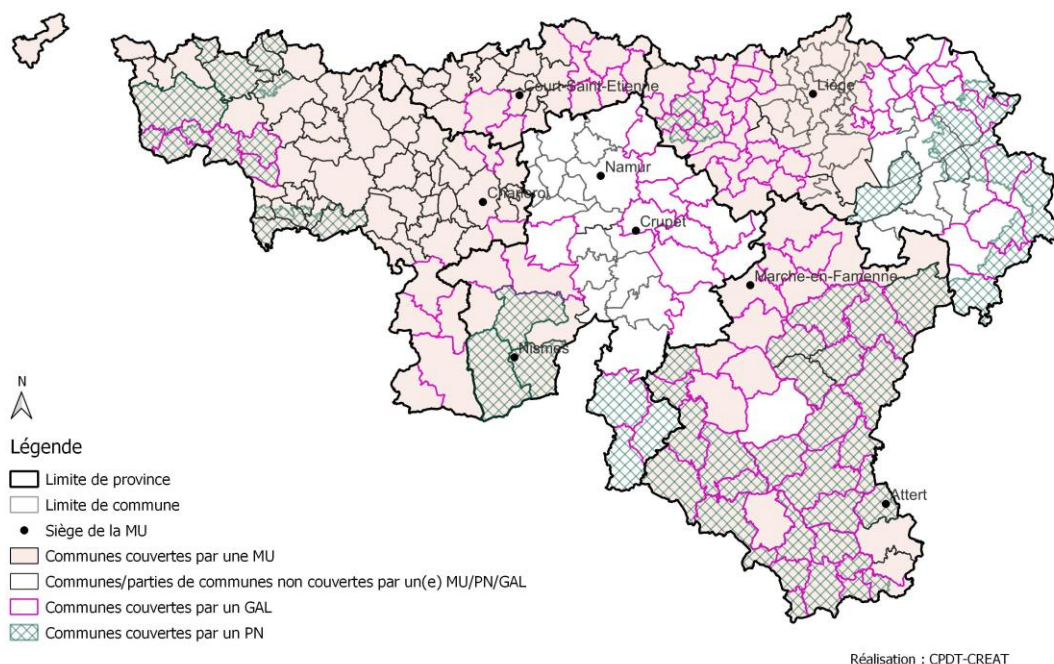 Court-Saint-Etienne
Liège
Namur
Charleroi
Crupet
Marche-en-Famenne
Nismes
Attert
N
Légende
Limite de province
Limite de commune
Siège de la MU
Communes couvertes par une MU
Communes/parties de communes non couvertes par un(e) MU/PN/GAL
Communes couvertes par un GAL
Communes couvertes par un PN
Réalisation : CPDT-CREAT